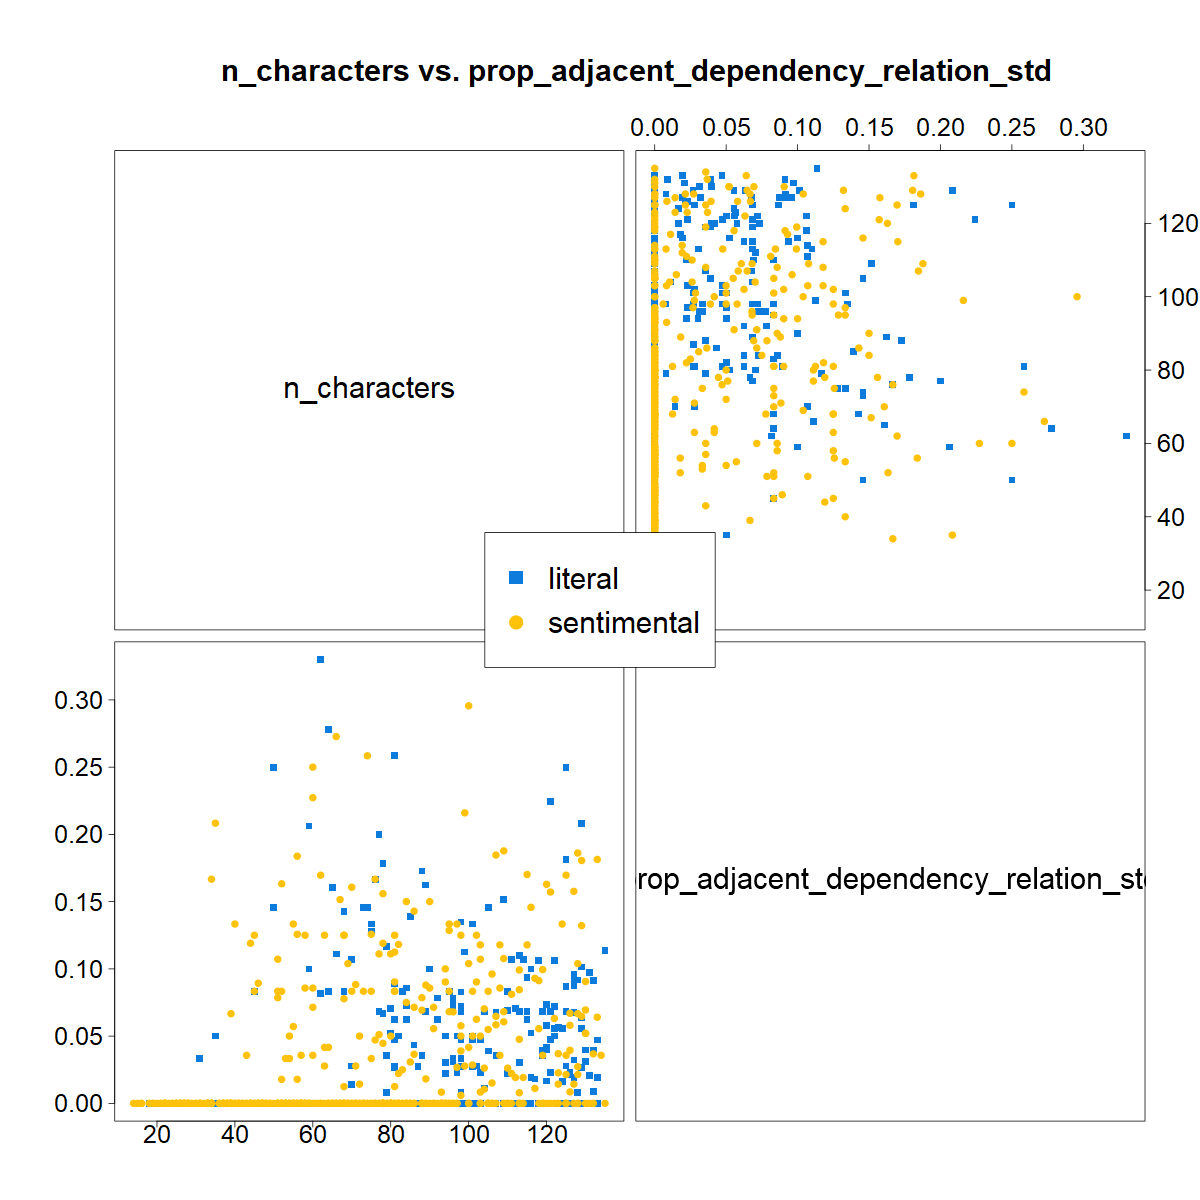 n_characters vs. prop_adjacent_dependency_relation_std
0.00 0.05 0.10 0.15 0.20 0.25 0.30
n_characters
120
100
80
60
40
20
literal
sentimental
0.30
0.25
0.20
0.15
0.10
0.05
0.00
rop_adjacent_dependency_relation_st
20 40 60 80 100 120